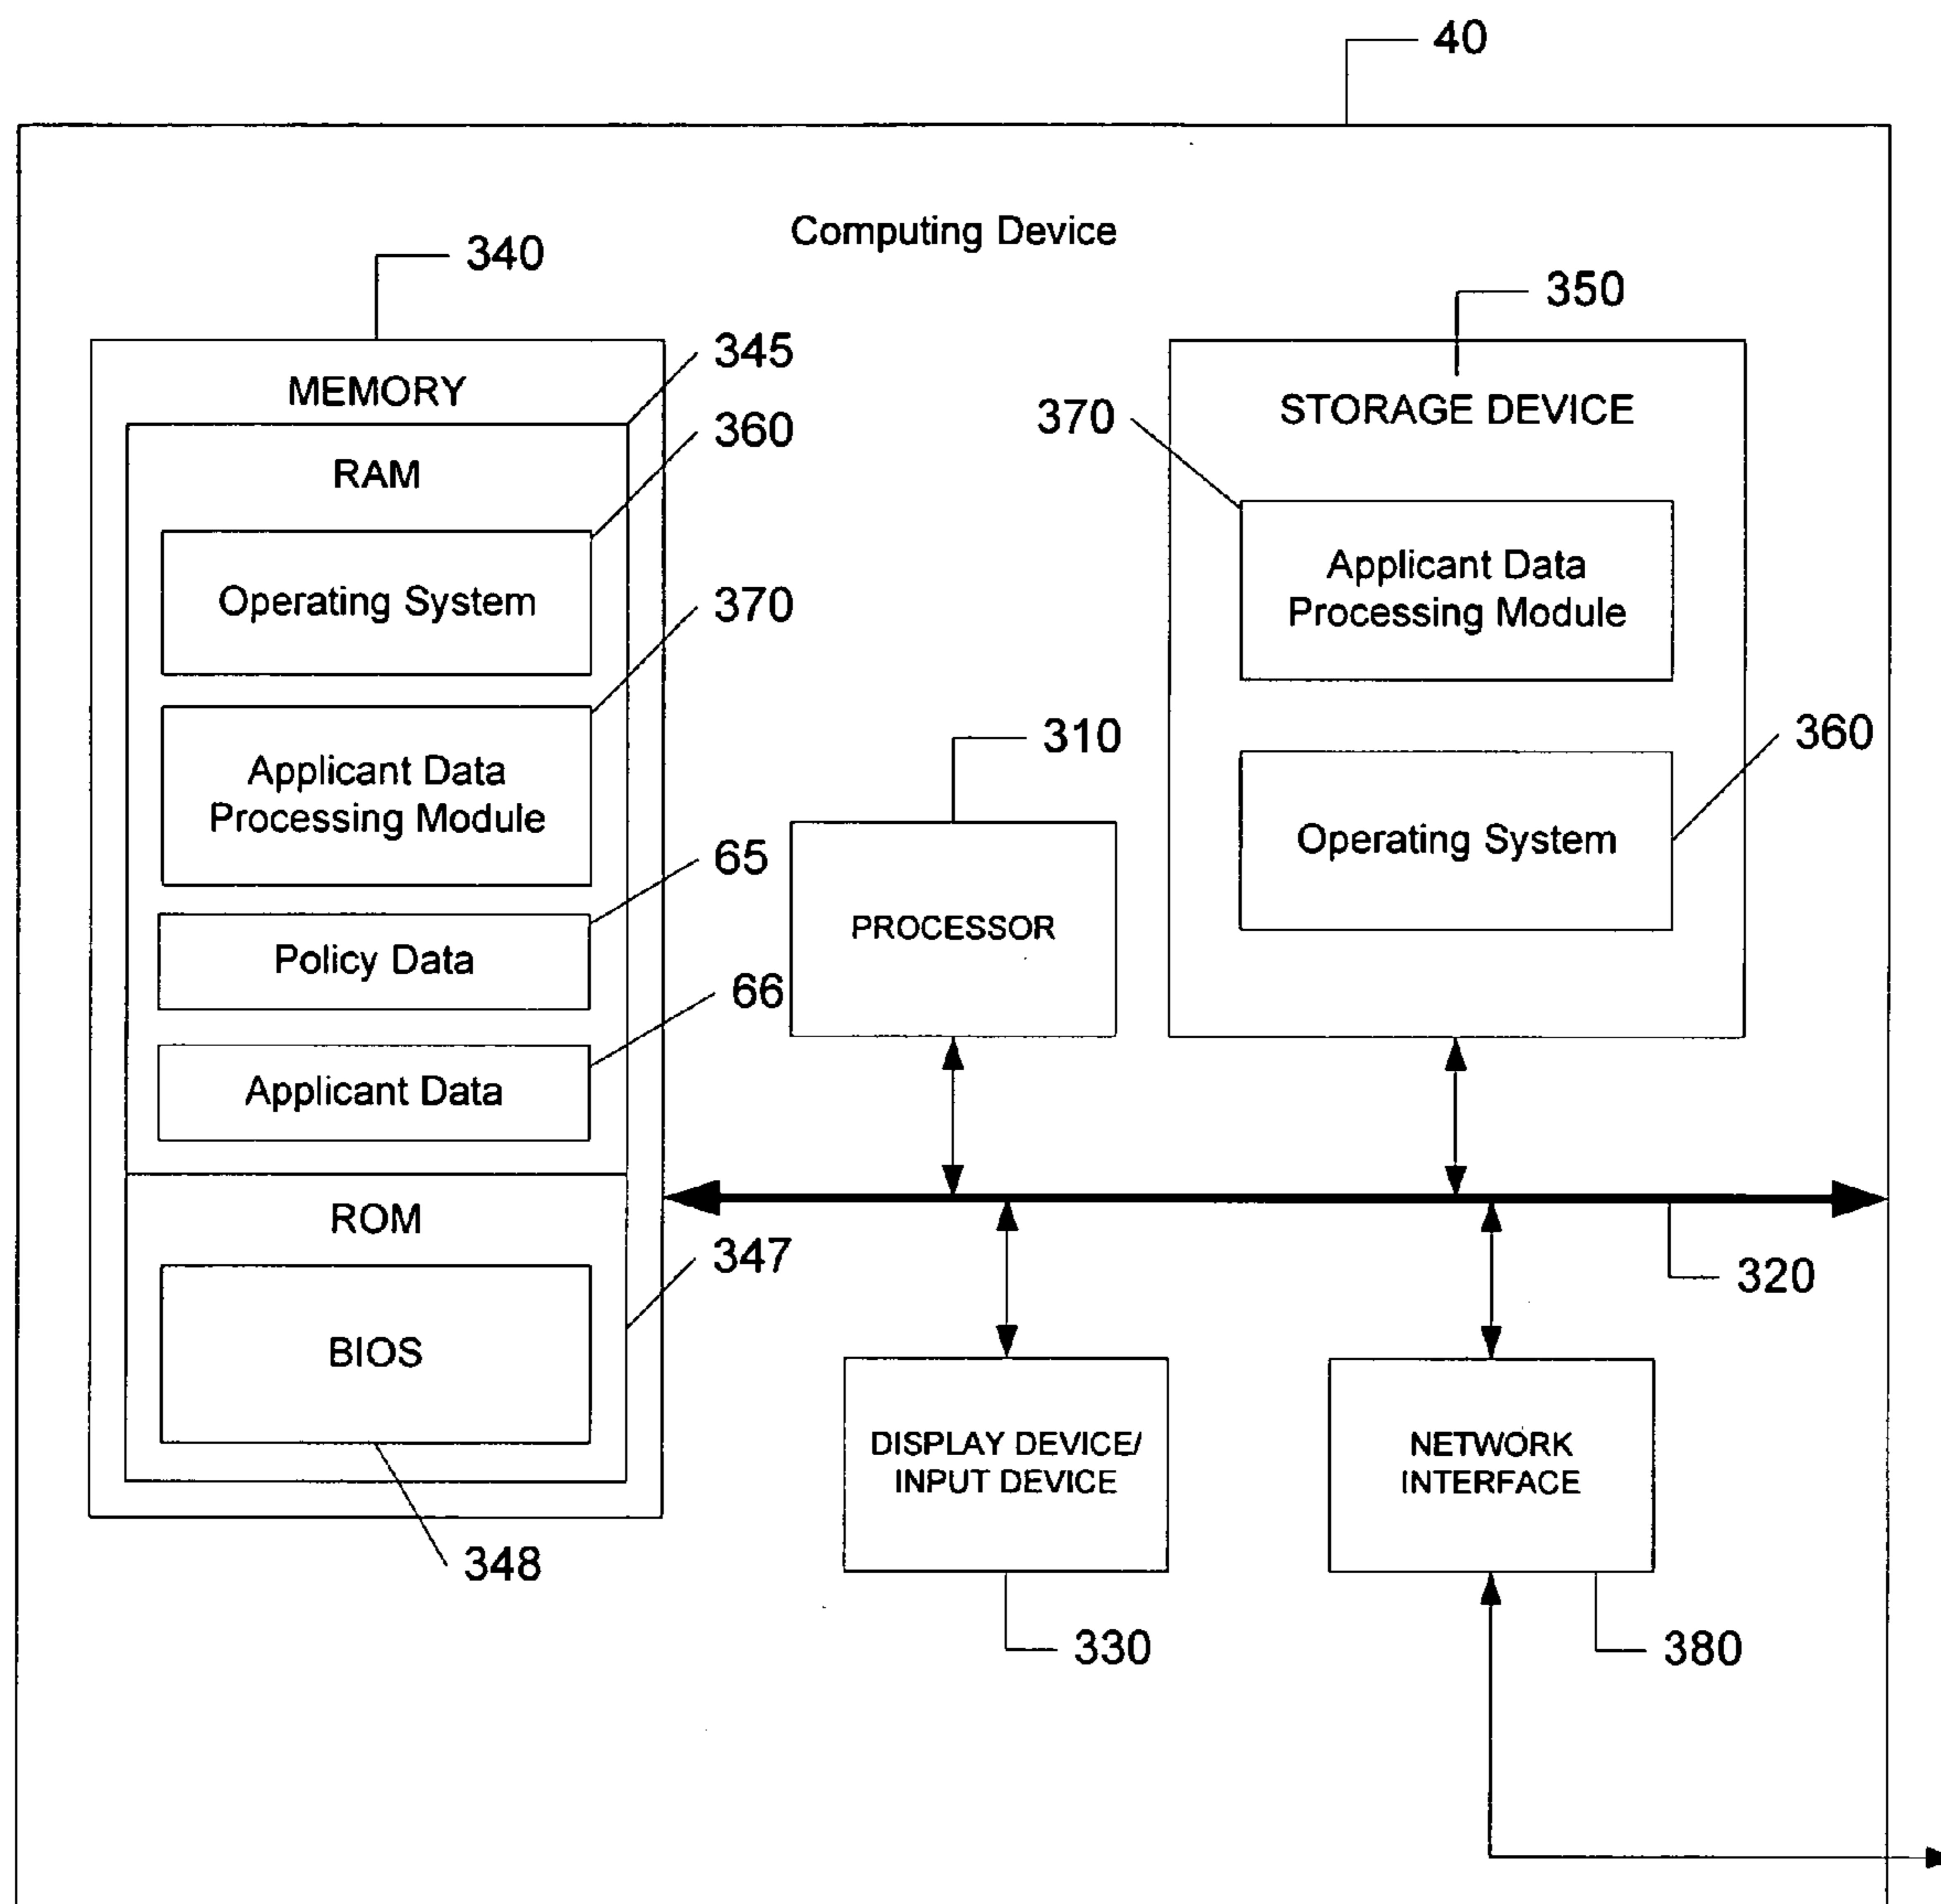 40
Computing Device
340
350
MEMORY
345
360
RAM
Operating System
370
Applicant Data
Processing Module
65
Policy Data
66
Applicant Data
ROM
347
BIOS
348
STORAGE DEVICE
370
Applicant Data
Processing Module
360
Operating System
310
PROCESSOR
320
DISPLAY DEVICE/
INPUT DEVICE
330
NETWORK
INTERFACE
380